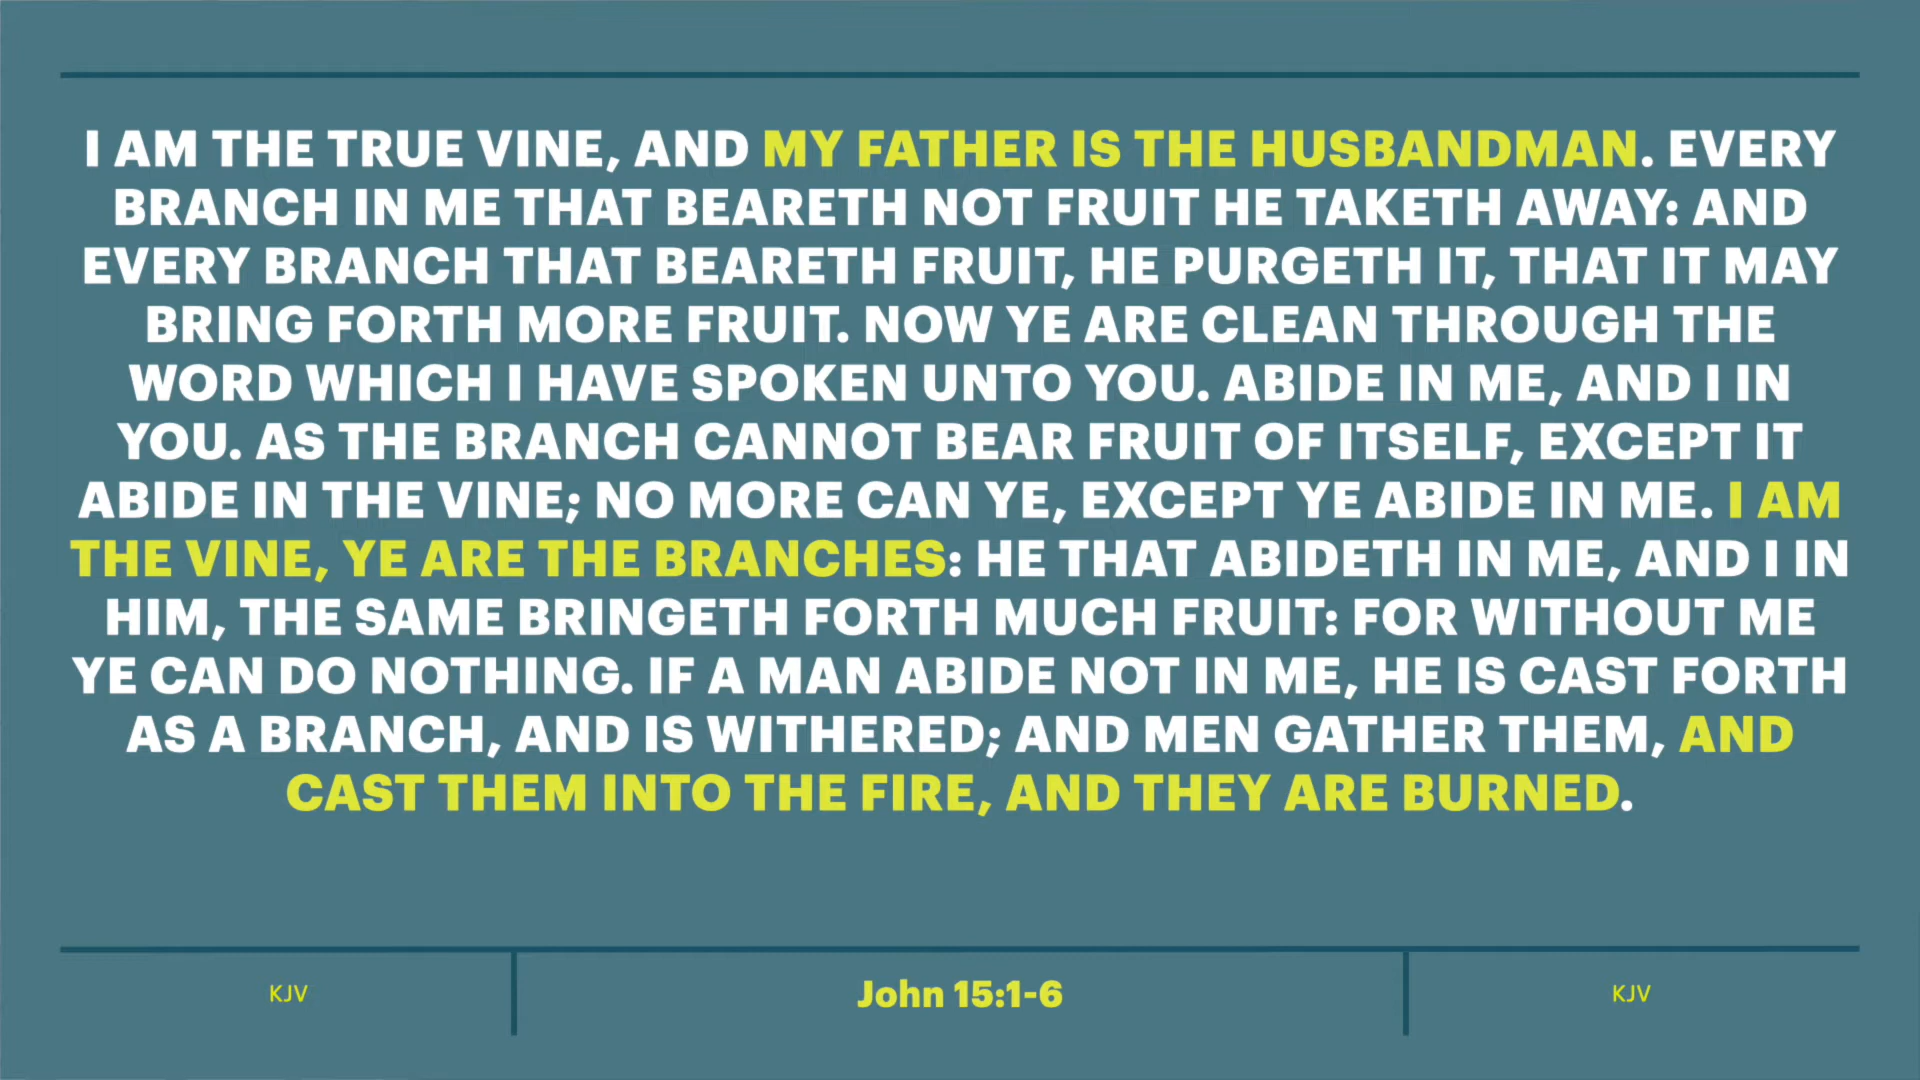 I AM THE TRUE VINE, AND MY FATHER IS THE HUSBANDMAN. EVERY
BRANCH IN ME THAT BEARETH NOT FRUIT HE TAKETH AWAY: AND
EVERY BRANCH THAT BEARETH FRUIT, HE PURGETH IT, THAT IT MAY
BRING FORTH MORE FRUIT. NOW YE ARE CLEAN THROUGH THE
WORD WHICH I HAVE SPOKEN UNTO YOU. ABIDE IN ME, AND I IN
YOU. AS THE BRANCH CANNOT BEAR FRUIT OF ITSELF, EXCEPT IT
ABIDE IN THE VINE; NO MORE CAN YE, EXCEPT YE ABIDE IN ME. I AM
THE VINE, YE ARE THE BRANCHES: HE THAT ABIDETH IN ME, AND I IN
HIM, THE SAME BRINGETH FORTH MUCH FRUIT: FOR WITHOUT ME
YE CAN DO NOTHING. IF A MAN ABIDE NOT IN ME, HE IS CAST FORTH
AS A BRANCH, AND IS WITHERED; AND MEN GATHER THEM, AND
CAST THEM INTO THE FIRE, AND THEY ARE BURNED.
KJV
John 15:1-6
KJV